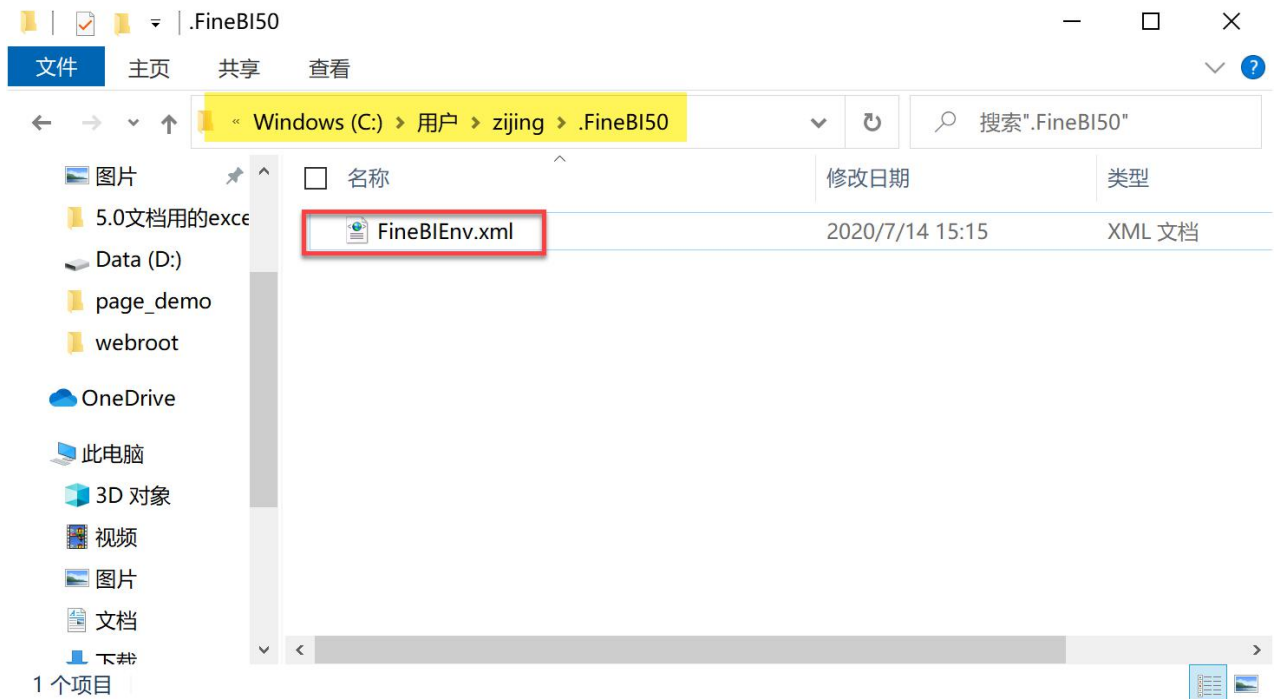 .FineBI50
文件 主页 共享 查看
« Windows (C:) > 用户 > zijing > .FineBI50
搜索".FineBI50"
图片
5.0文档用的exce
Data (D:)
page_demo
webroot
OneDrive
此电脑
3D 对象
视频
图片
文档
下载
名称 修改日期 类型
FineBIEnv.xml 2020/7/14 15:15 XML 文档
1 个项目